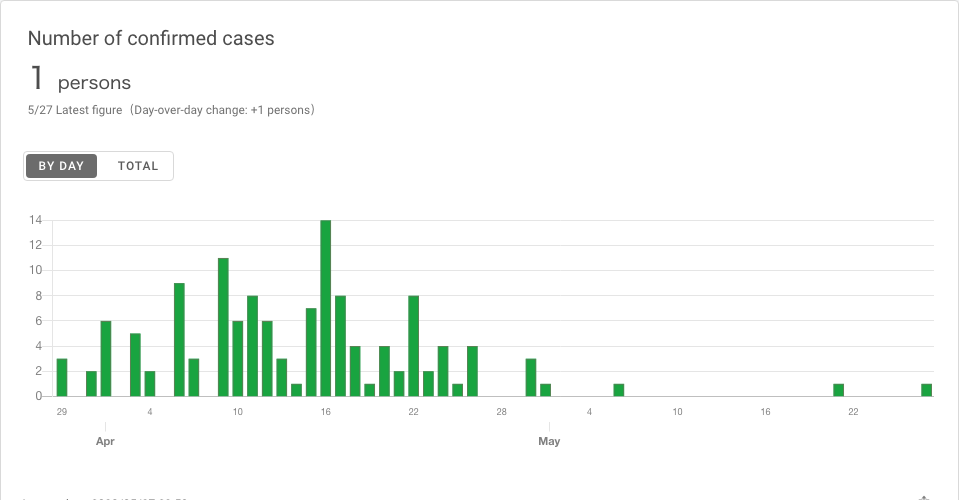 Number of confirmed cases
1 persons
5/27 Latest figure（Day-over-day change: +1 persons）
BY DAY TOTAL
14
12
10
8
6
4
2
0
29 4 10 16 22 28 4 10 16 22
Apr May